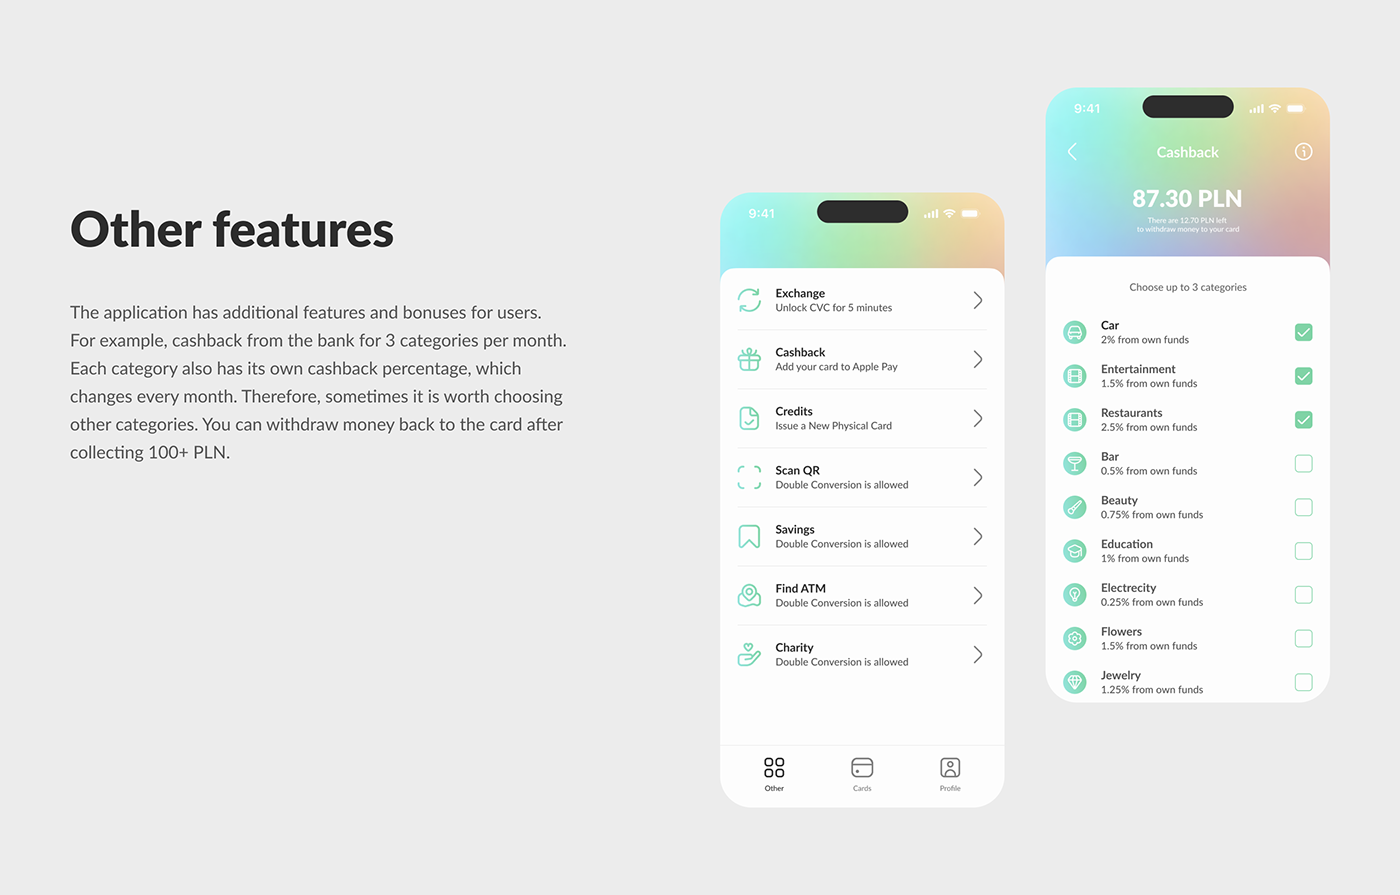 Other features
The application has additional features and bonuses for users.
For example, cashback from the bank for 3 categories per month.
Each category also has its own cashback percentage, which
changes every month. Therefore, sometimes it is worth choosing
other categories. You can withdraw money back to the card after
collecting 100+ PLN.
9:41
Exchange
Unlock CVC for 5 minutes
Cashback
Add your card to Apple Pay
Credits
Issue a New Physical Card
Scan QR
Double Conversion is allowed
Savings
Double Conversion is allowed
Find ATM
Double Conversion is allowed
Charity
Double Conversion is allowed
Other
Cards
Profile
9:41
Cashback
87.30 PLN
There are 12.70 PLN left
to withdraw money to your card
Choose up to 3 categories
Car
2% from own funds
Entertainment
1.5% from own funds
Restaurants
2.5% from own funds
Bar
0.5% from own funds
Beauty
0.75% from own funds
Education
1% from own funds
Electrecity
0.25% from own funds
Flowers
1.5% from own funds
Jewelry
1.25% from own funds